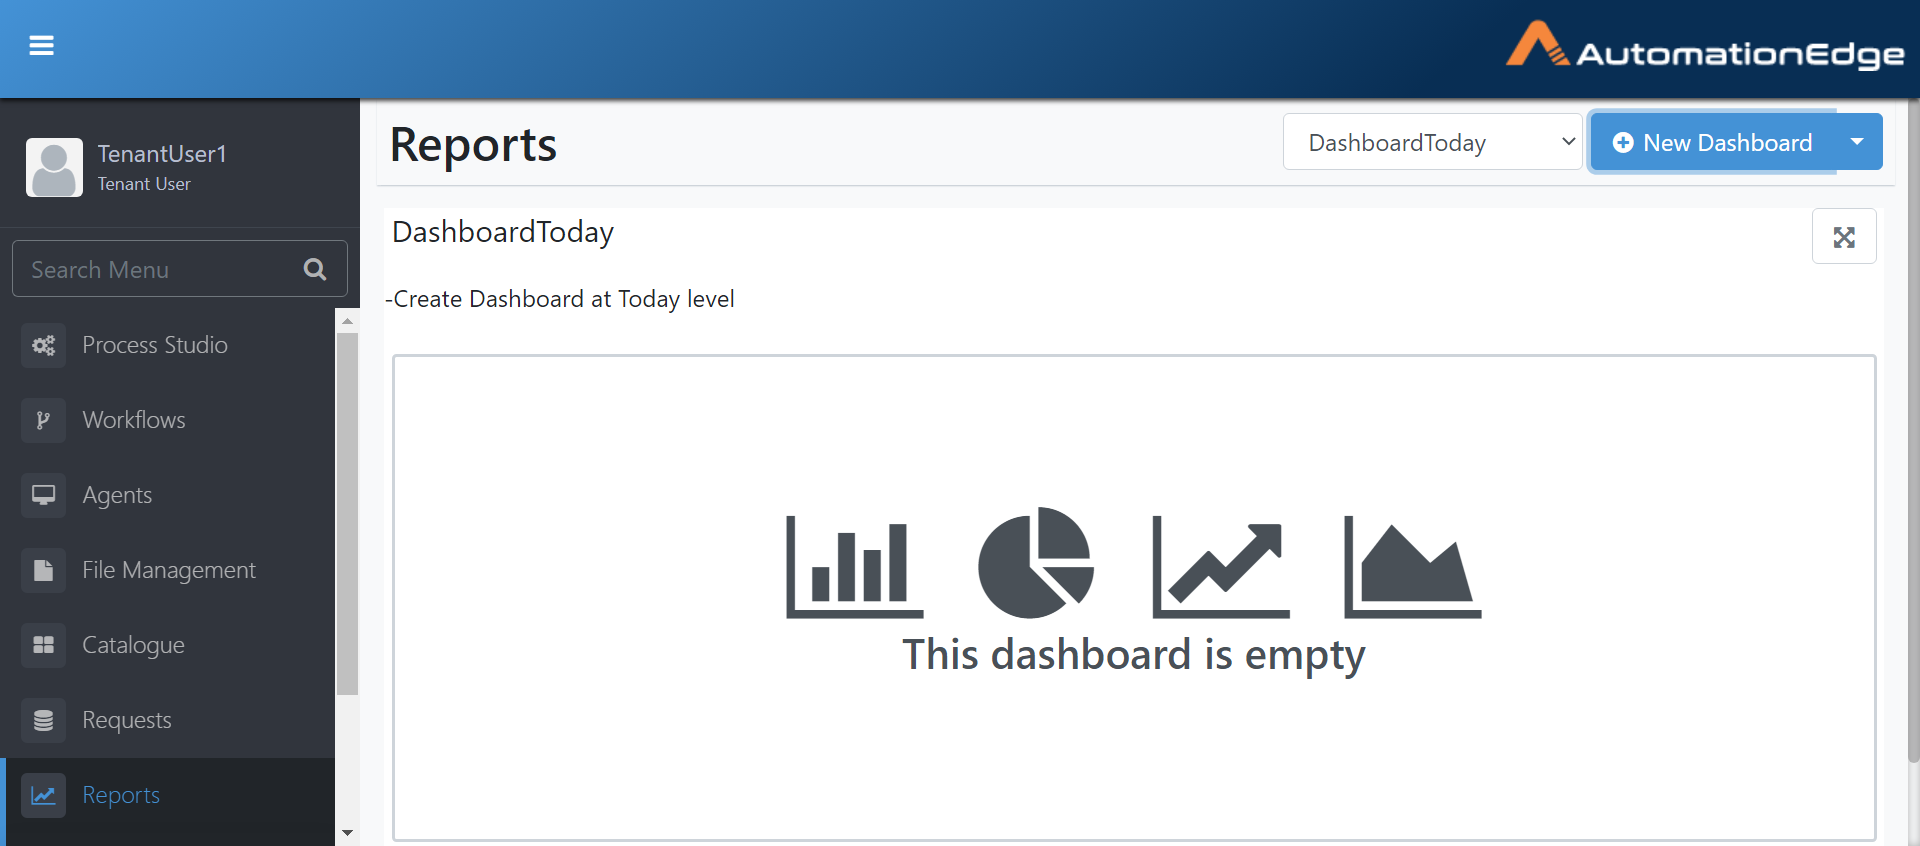 AutomationEdge
TenantUser1
Tenant User
Search Menu
Process Studio
Workflows
Agents
File Management
Catalogue
Requests
Reports
Reports
DashboardToday
New Dashboard
DashboardToday
-Create Dashboard at Today level
This dashboard is empty